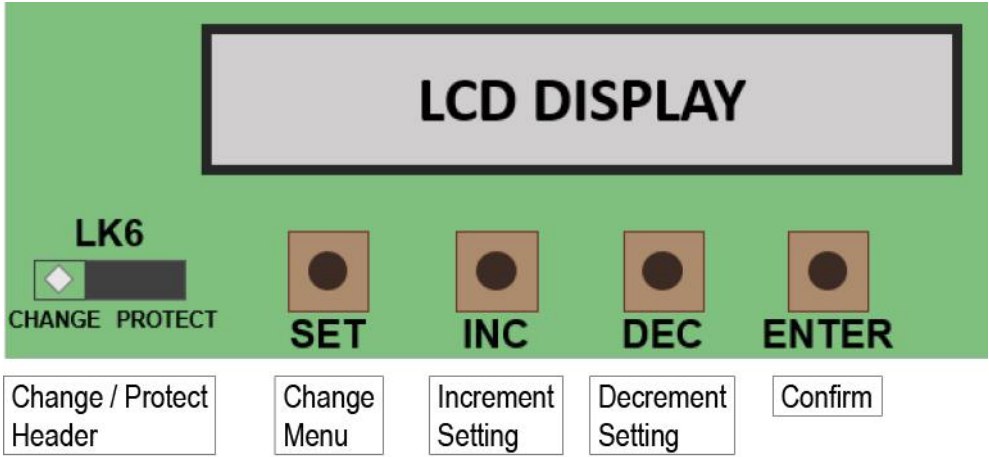 LCD DISPLAY
LK6
CHANGE PROTECT
SET
INC
DEC
ENTER
Change / Protect
Header
Change
Menu
Increment
Setting
Decrement
Setting
Confirm